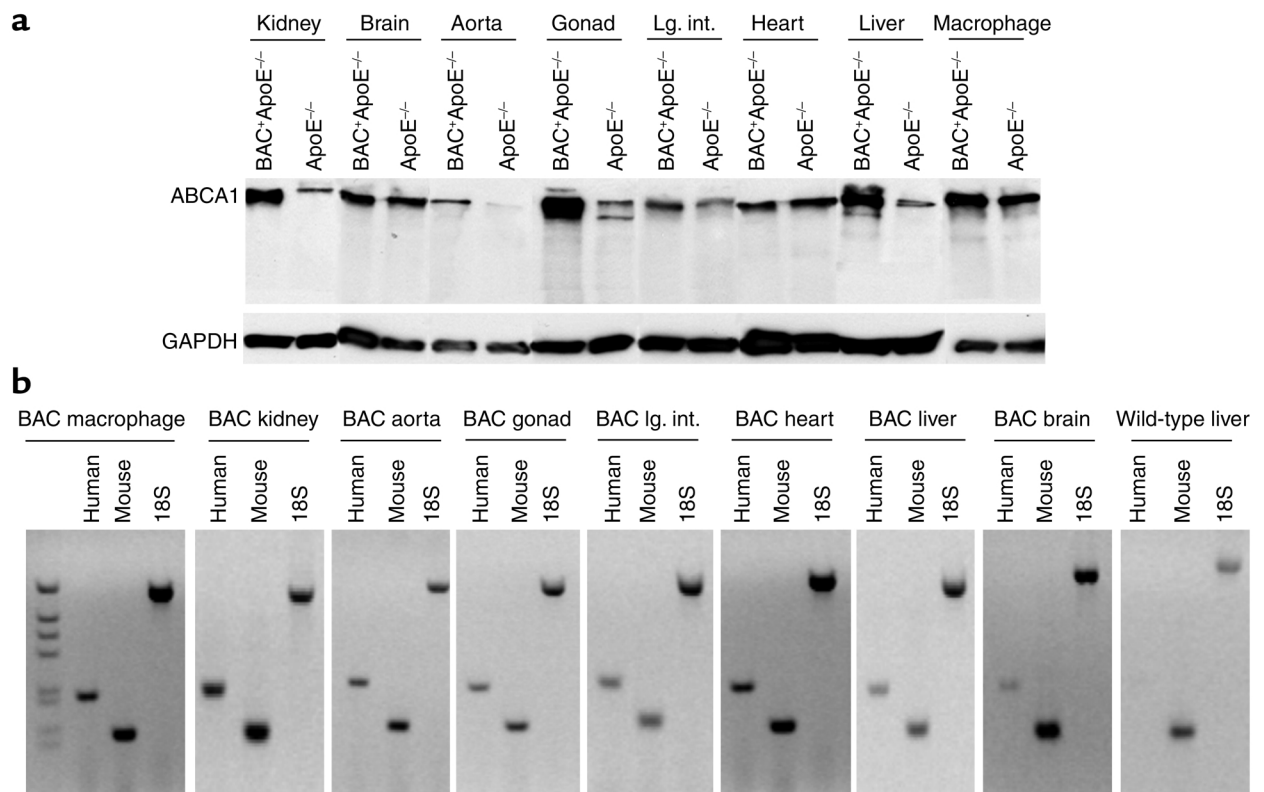 a
Kidney Brain Aorta Gonad Lg. int. Heart Liver Macrophage
BAC⁺ApoE⁻/⁻ ApoE⁻/⁻ BAC⁺ApoE⁻/⁻ ApoE⁻/⁻ BAC⁺ApoE⁻/⁻ ApoE⁻/⁻ BAC⁺ApoE⁻/⁻ ApoE⁻/⁻ BAC⁺ApoE⁻/⁻ ApoE⁻/⁻ BAC⁺ApoE⁻/⁻ ApoE⁻/⁻ BAC⁺ApoE⁻/⁻ ApoE⁻/⁻ BAC⁺ApoE⁻/⁻ ApoE⁻/⁻
ABCA1
GAPDH
b
BAC macrophage BAC kidney BAC aorta BAC gonad BAC lg. int. BAC heart BAC liver BAC brain Wild-type liver
Human Mouse 18S Human Mouse 18S Human Mouse 18S Human Mouse 18S Human Mouse 18S Human Mouse 18S Human Mouse 18S Human Mouse 18S Human Mouse 18S